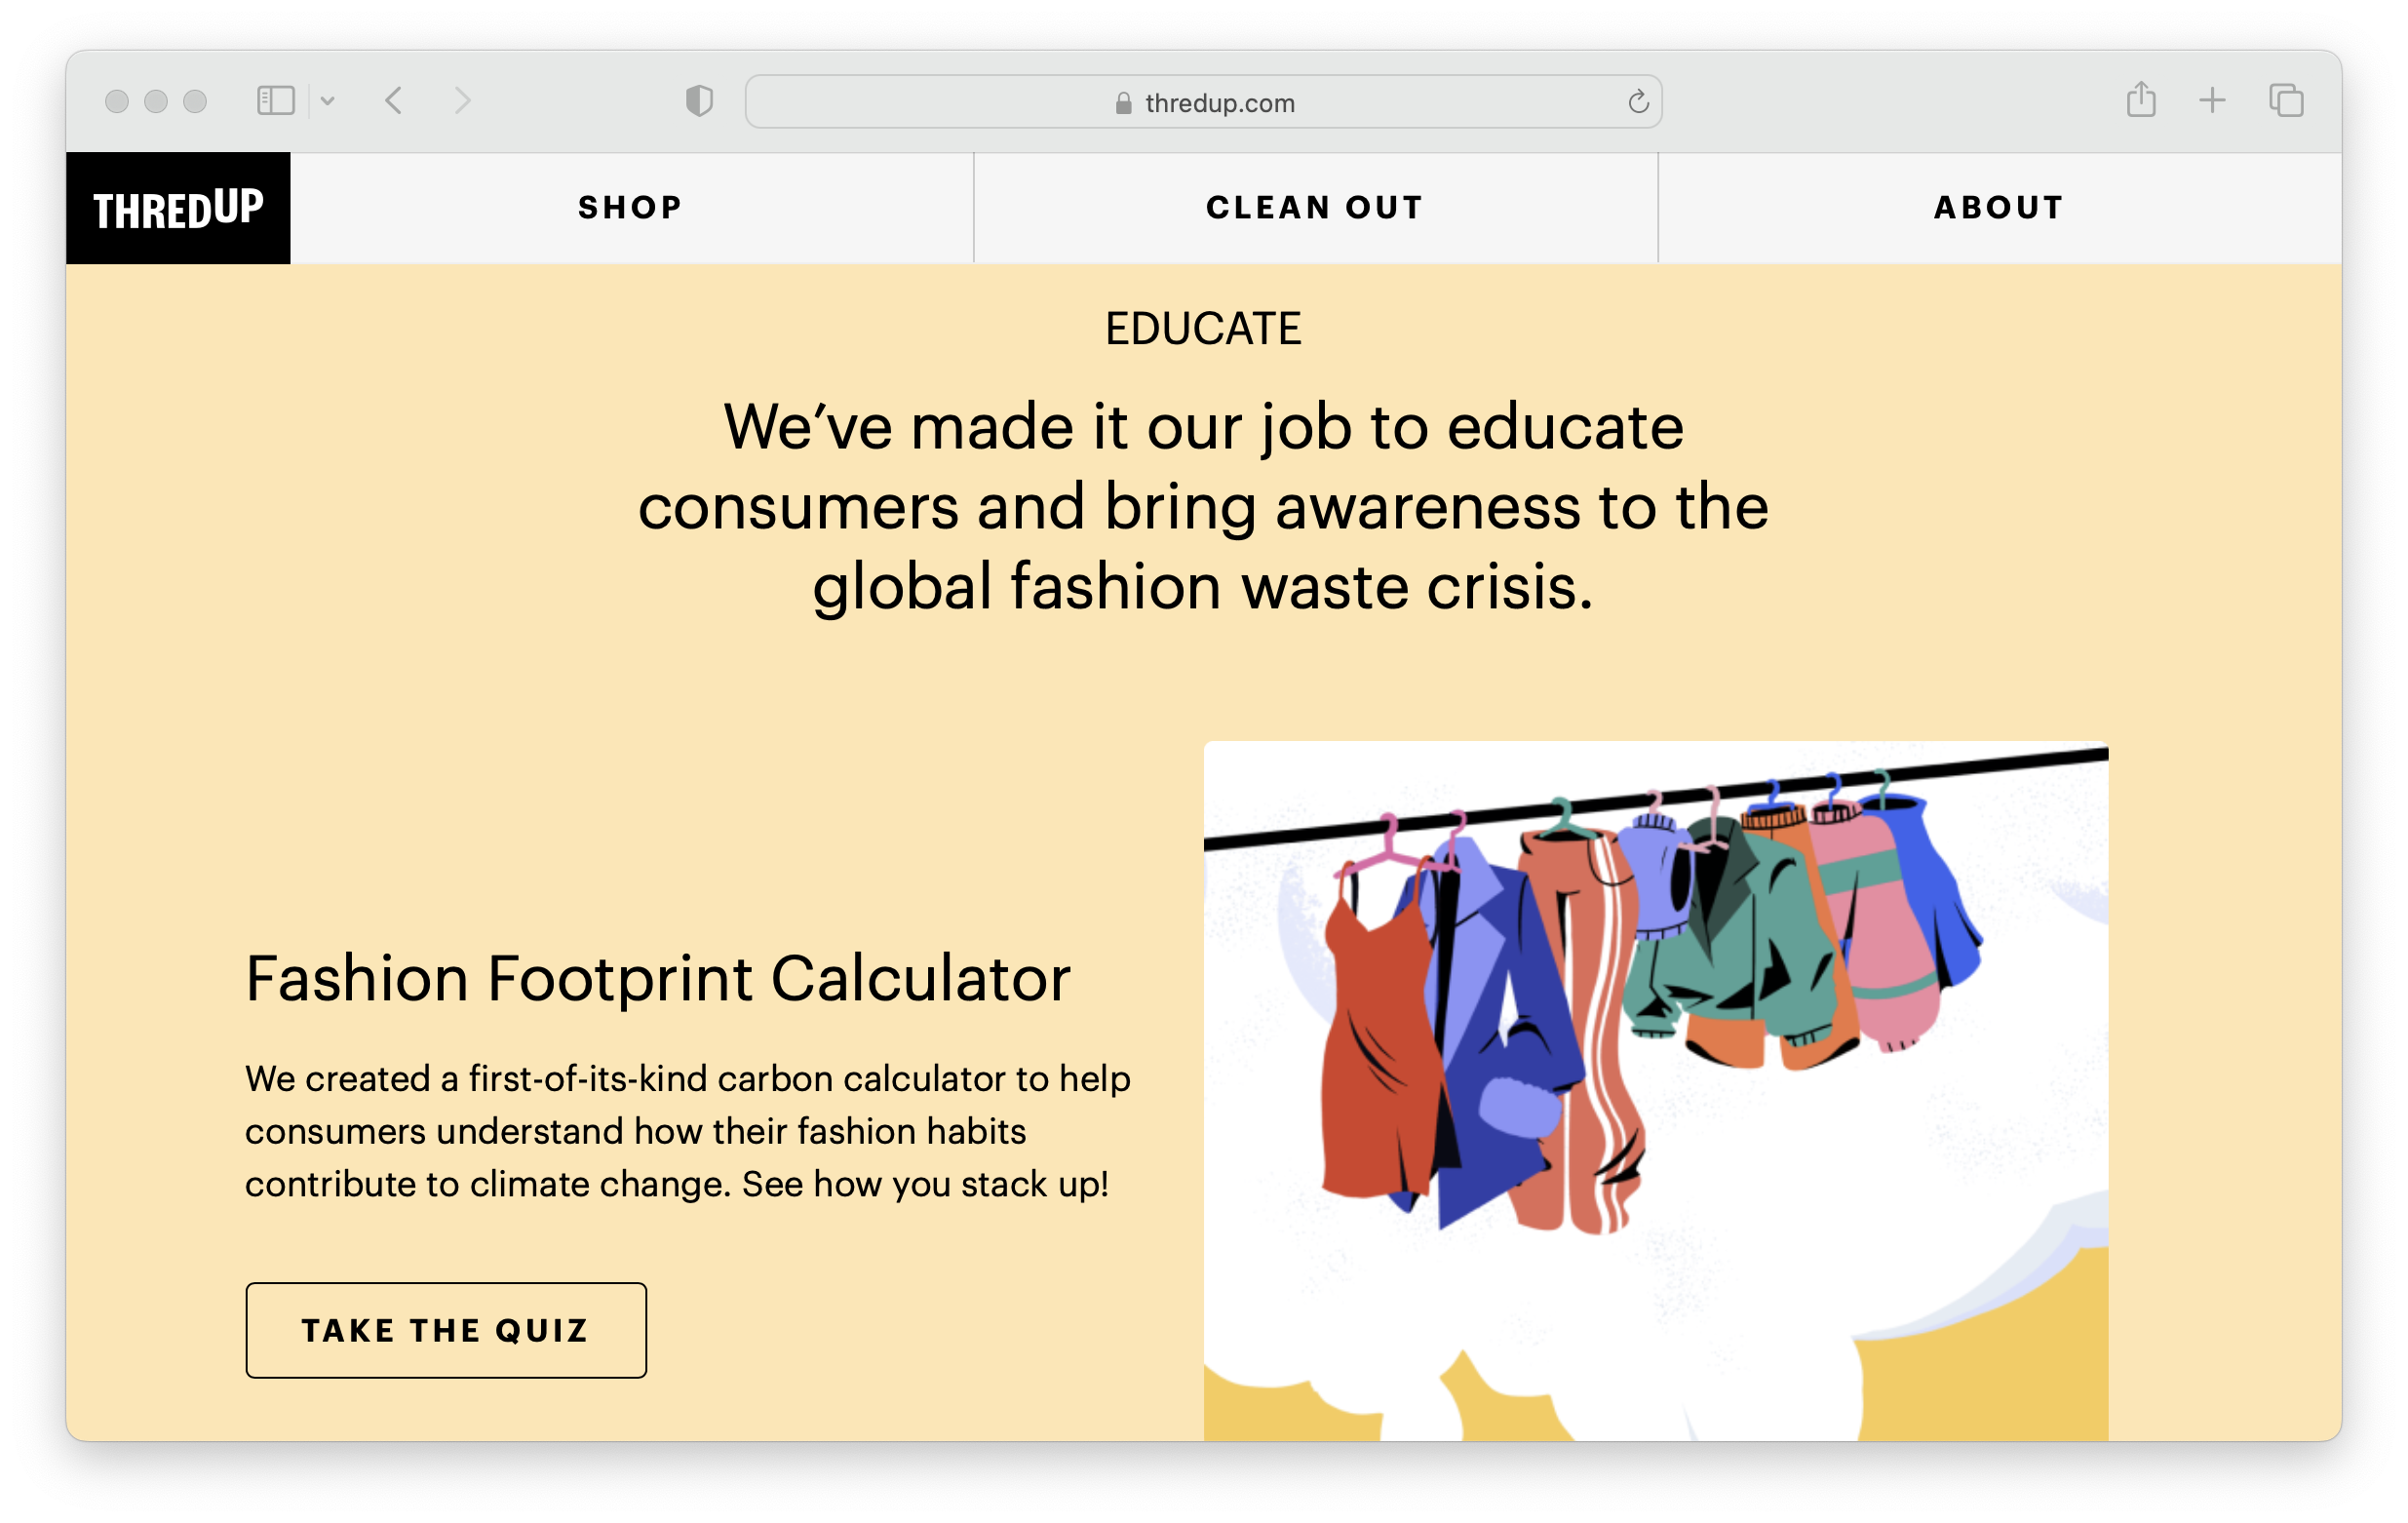 thredup.com
THREDUP
SHOP
CLEAN OUT
ABOUT
EDUCATE
We’ve made it our job to educate
consumers and bring awareness to the
global fashion waste crisis.
Fashion Footprint Calculator
We created a first-of-its-kind carbon calculator to help
consumers understand how their fashion habits
contribute to climate change. See how you stack up!
TAKE THE QUIZ